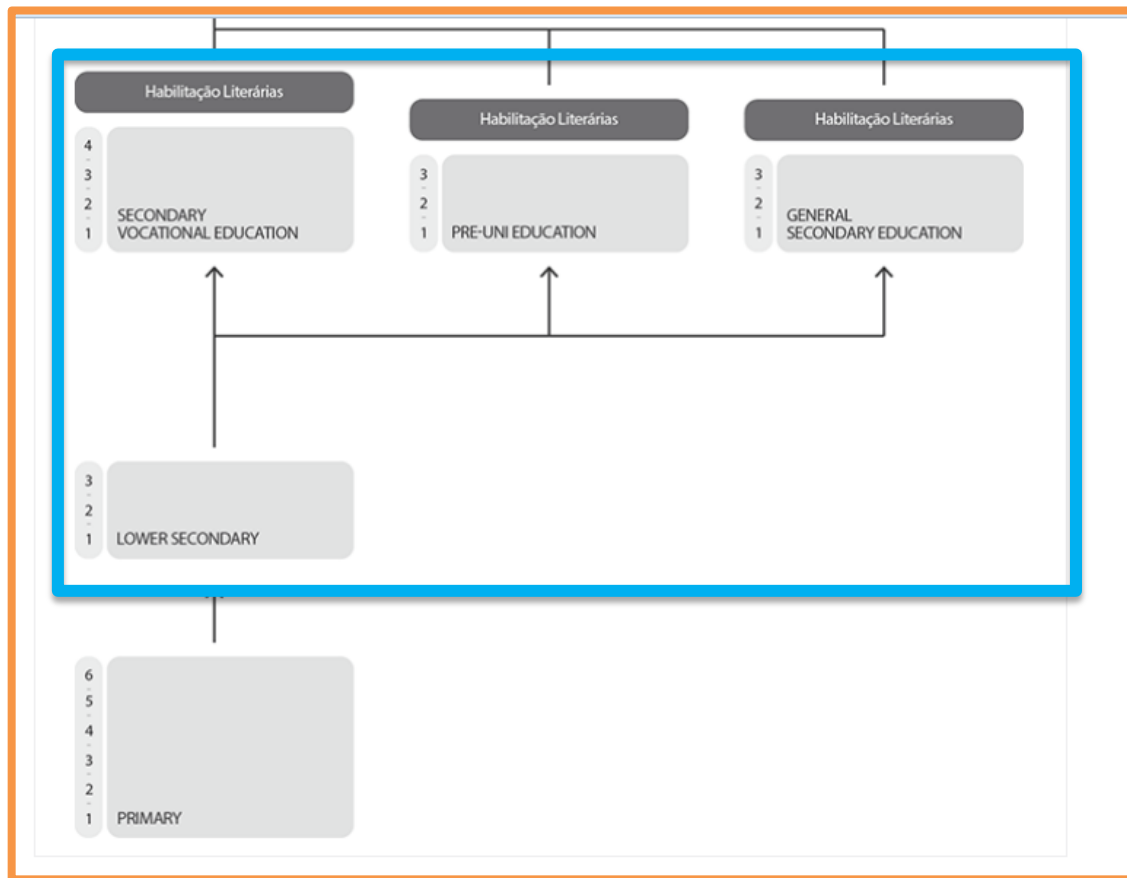 Habilitação Literárias
4
3
2
1
SECONDARY
VOCATIONAL EDUCATION
Habilitação Literárias
3
2
1
PRE-UNI EDUCATION
Habilitação Literárias
3
2
1
GENERAL
SECONDARY EDUCATION
3
2
1
LOWER SECONDARY
6
5
4
3
2
1
PRIMARY